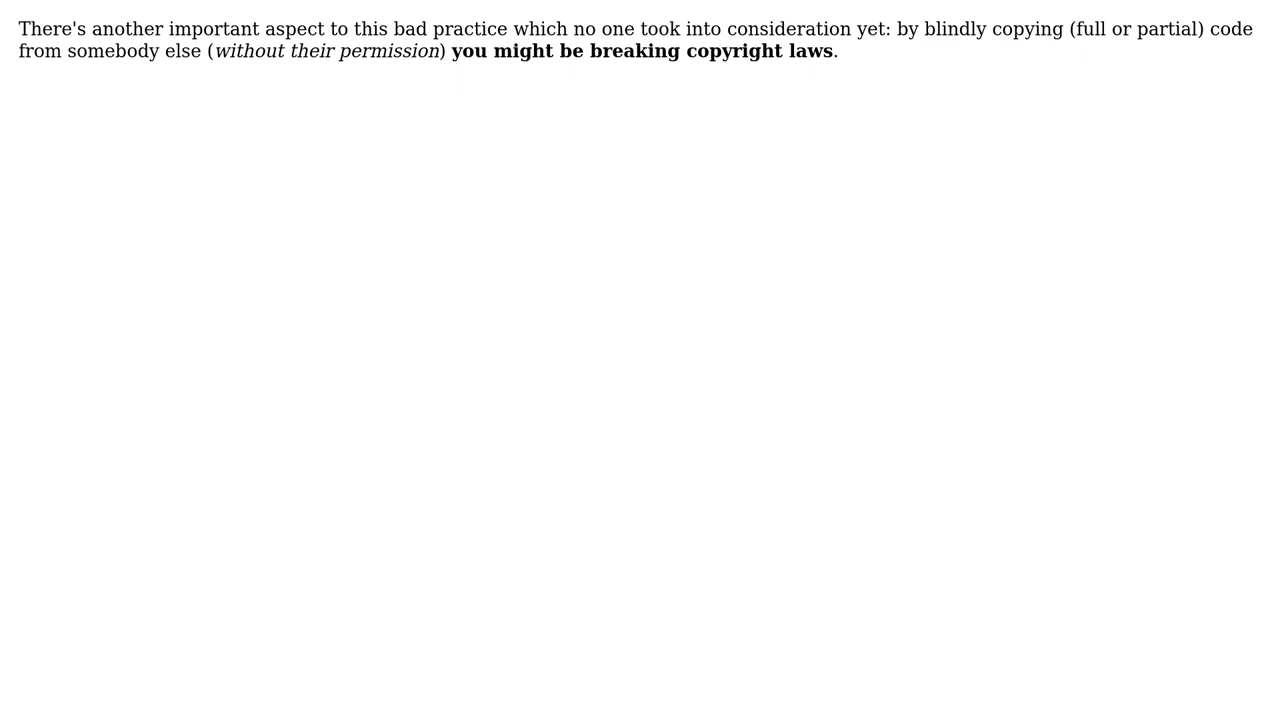 There's another important aspect to this bad practice which no one took into consideration yet: by blindly copying (full or partial) code
from somebody else (without their permission) you might be breaking copyright laws.